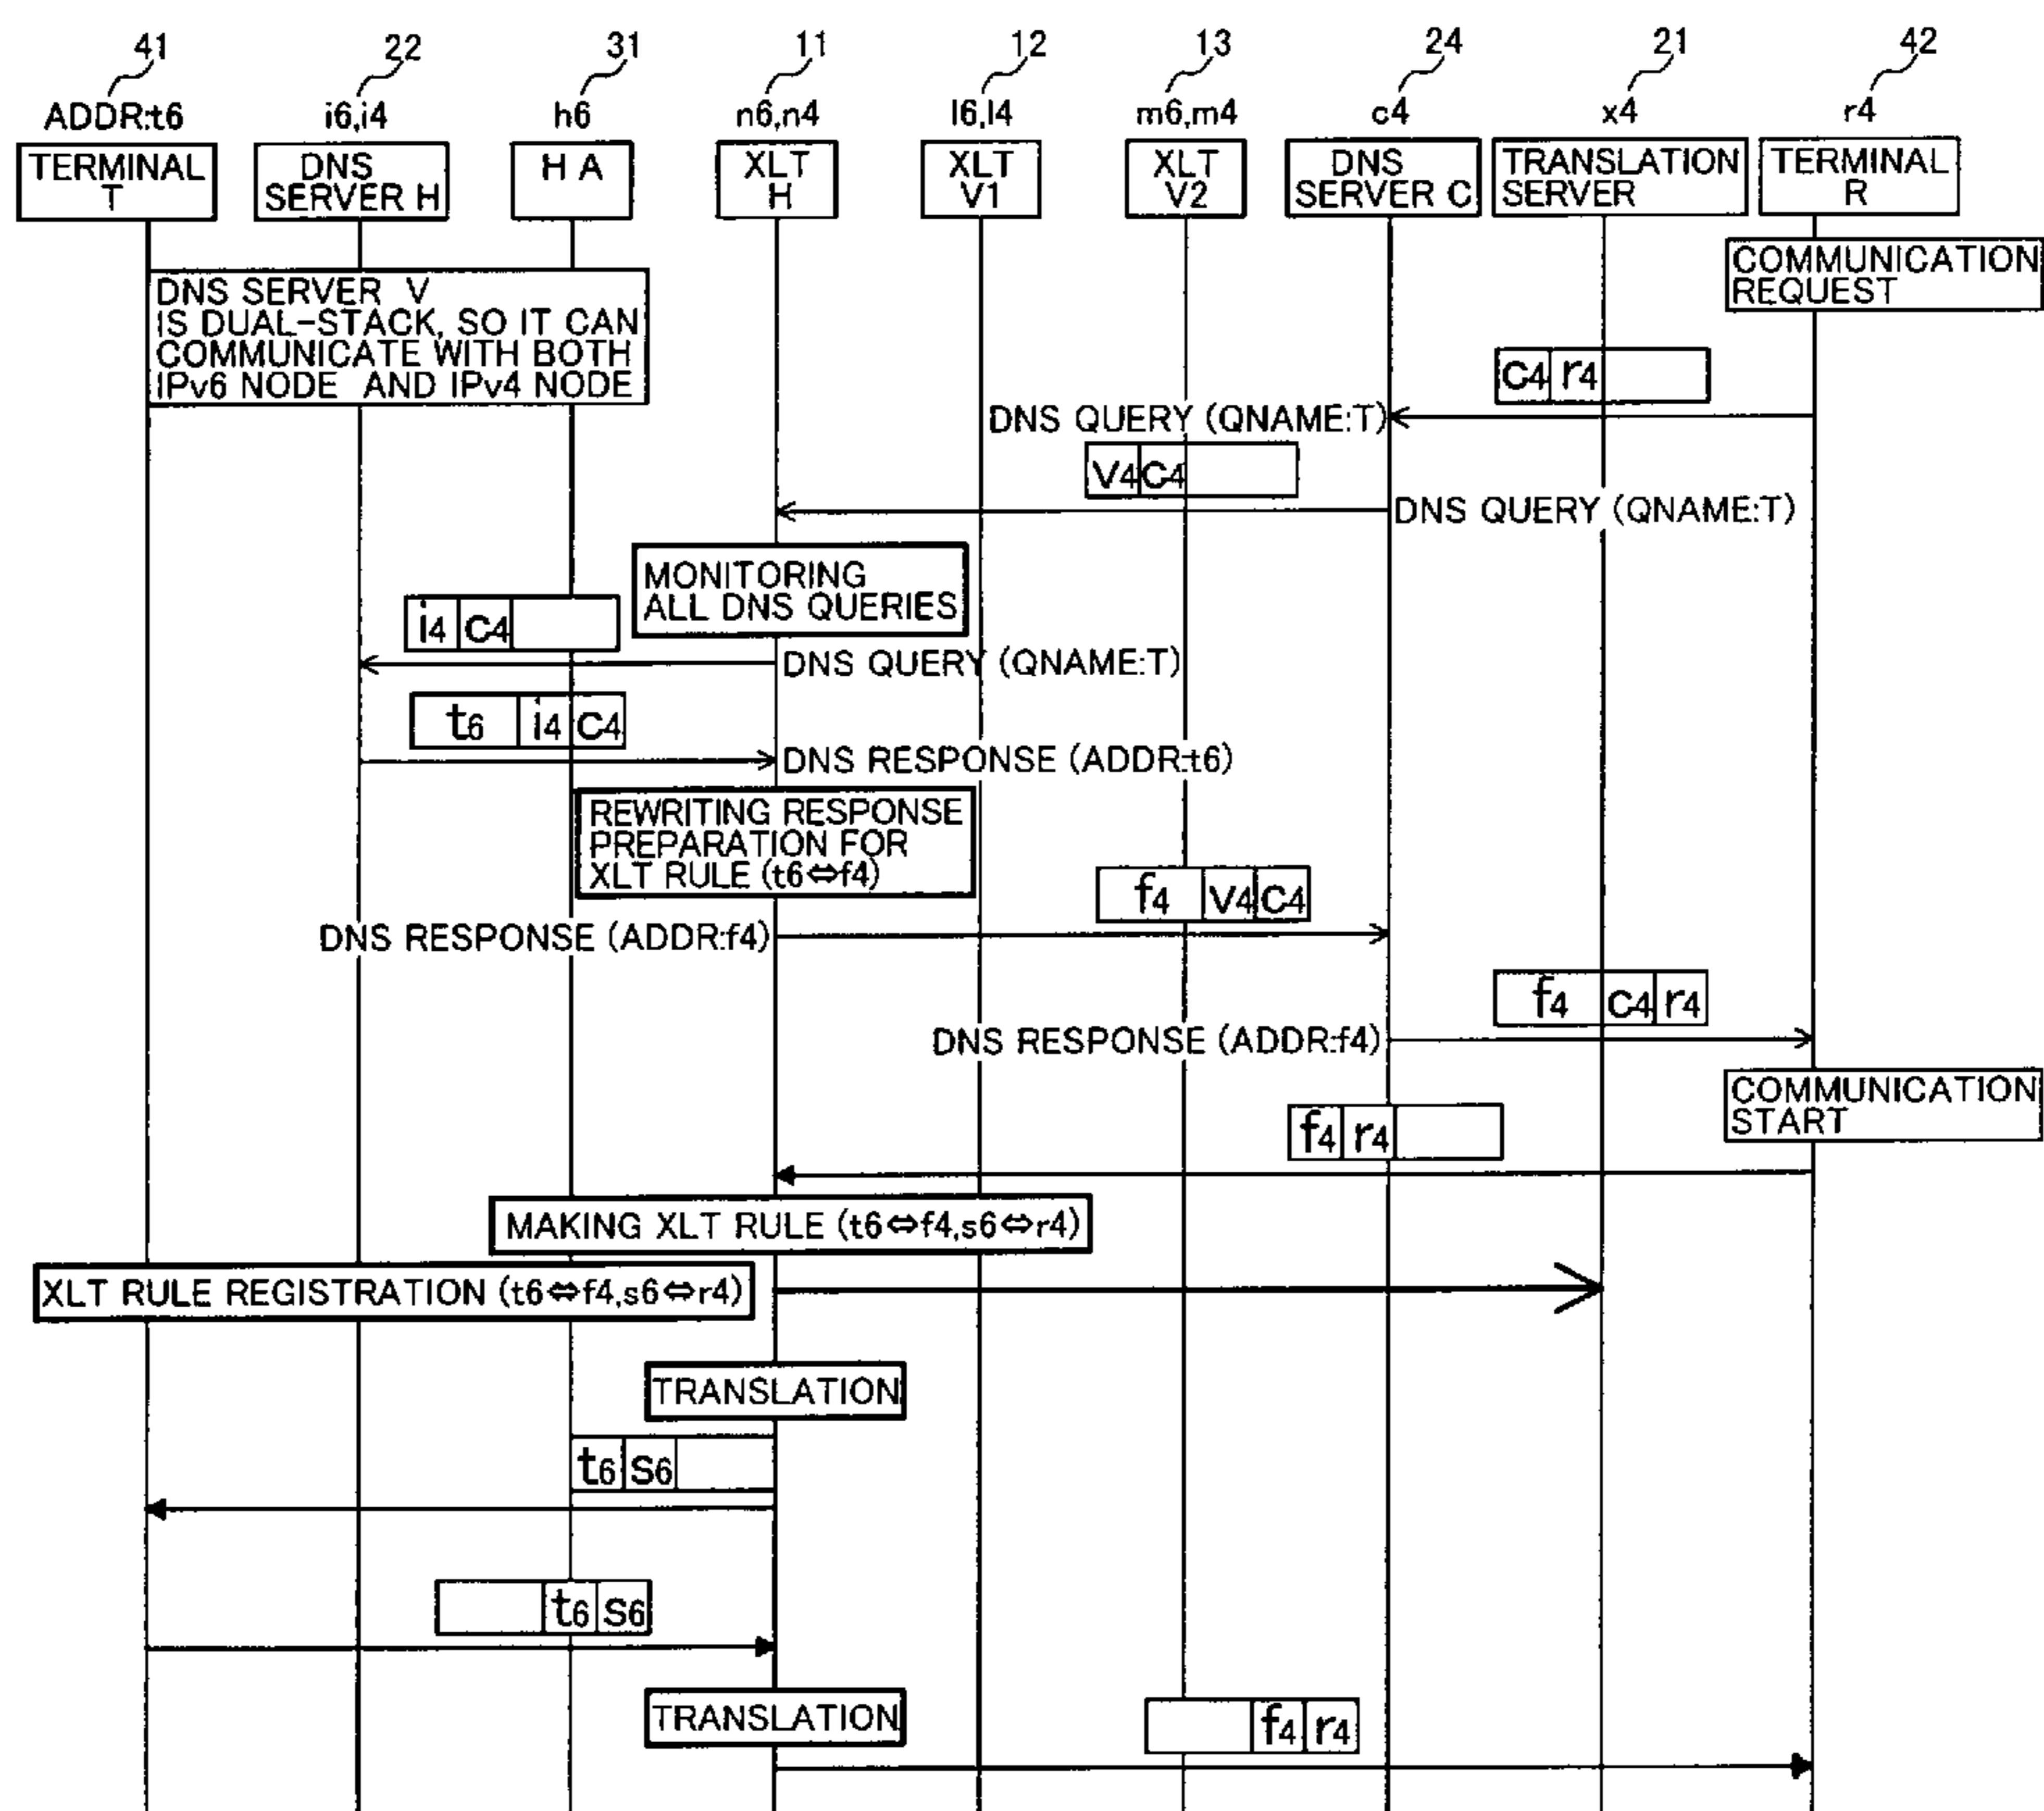 41 22 31 11 12 13 24 21 42
ADDR:t6 i6,i4 h6 n6,n4 l6,l4 m6,m4 c4 x4 r4
TERMINAL
T
DNS
SERVER H
H A
XLT
H
XLT
V1
XLT
V2
DNS
SERVER C
TRANSLATION
SERVER
TERMINAL
R
COMMUNICATION
REQUEST
DNS SERVER V
IS DUAL-STACK, SO IT CAN
COMMUNICATE WITH BOTH
IPv6 NODE AND IPv4 NODE
c4 r4
DNS QUERY (QNAME:T)
v4 c4
DNS QUERY (QNAME:T)
MONITORING
ALL DNS QUERIES
i4 c4
DNS QUERY (QNAME:T)
t6 i4 c4
DNS RESPONSE (ADDR:t6)
REWRITING RESPONSE
PREPARATION FOR
XLT RULE (t6⇔f4)
f4 v4 c4
DNS RESPONSE (ADDR:f4)
f4 c4 r4
DNS RESPONSE (ADDR:f4)
COMMUNICATION
START
f4 r4
MAKING XLT RULE (t6⇔f4,s6⇔r4)
XLT RULE REGISTRATION (t6⇔f4,s6⇔r4)
TRANSLATION
t6 s6
t6 s6
TRANSLATION
f4 r4